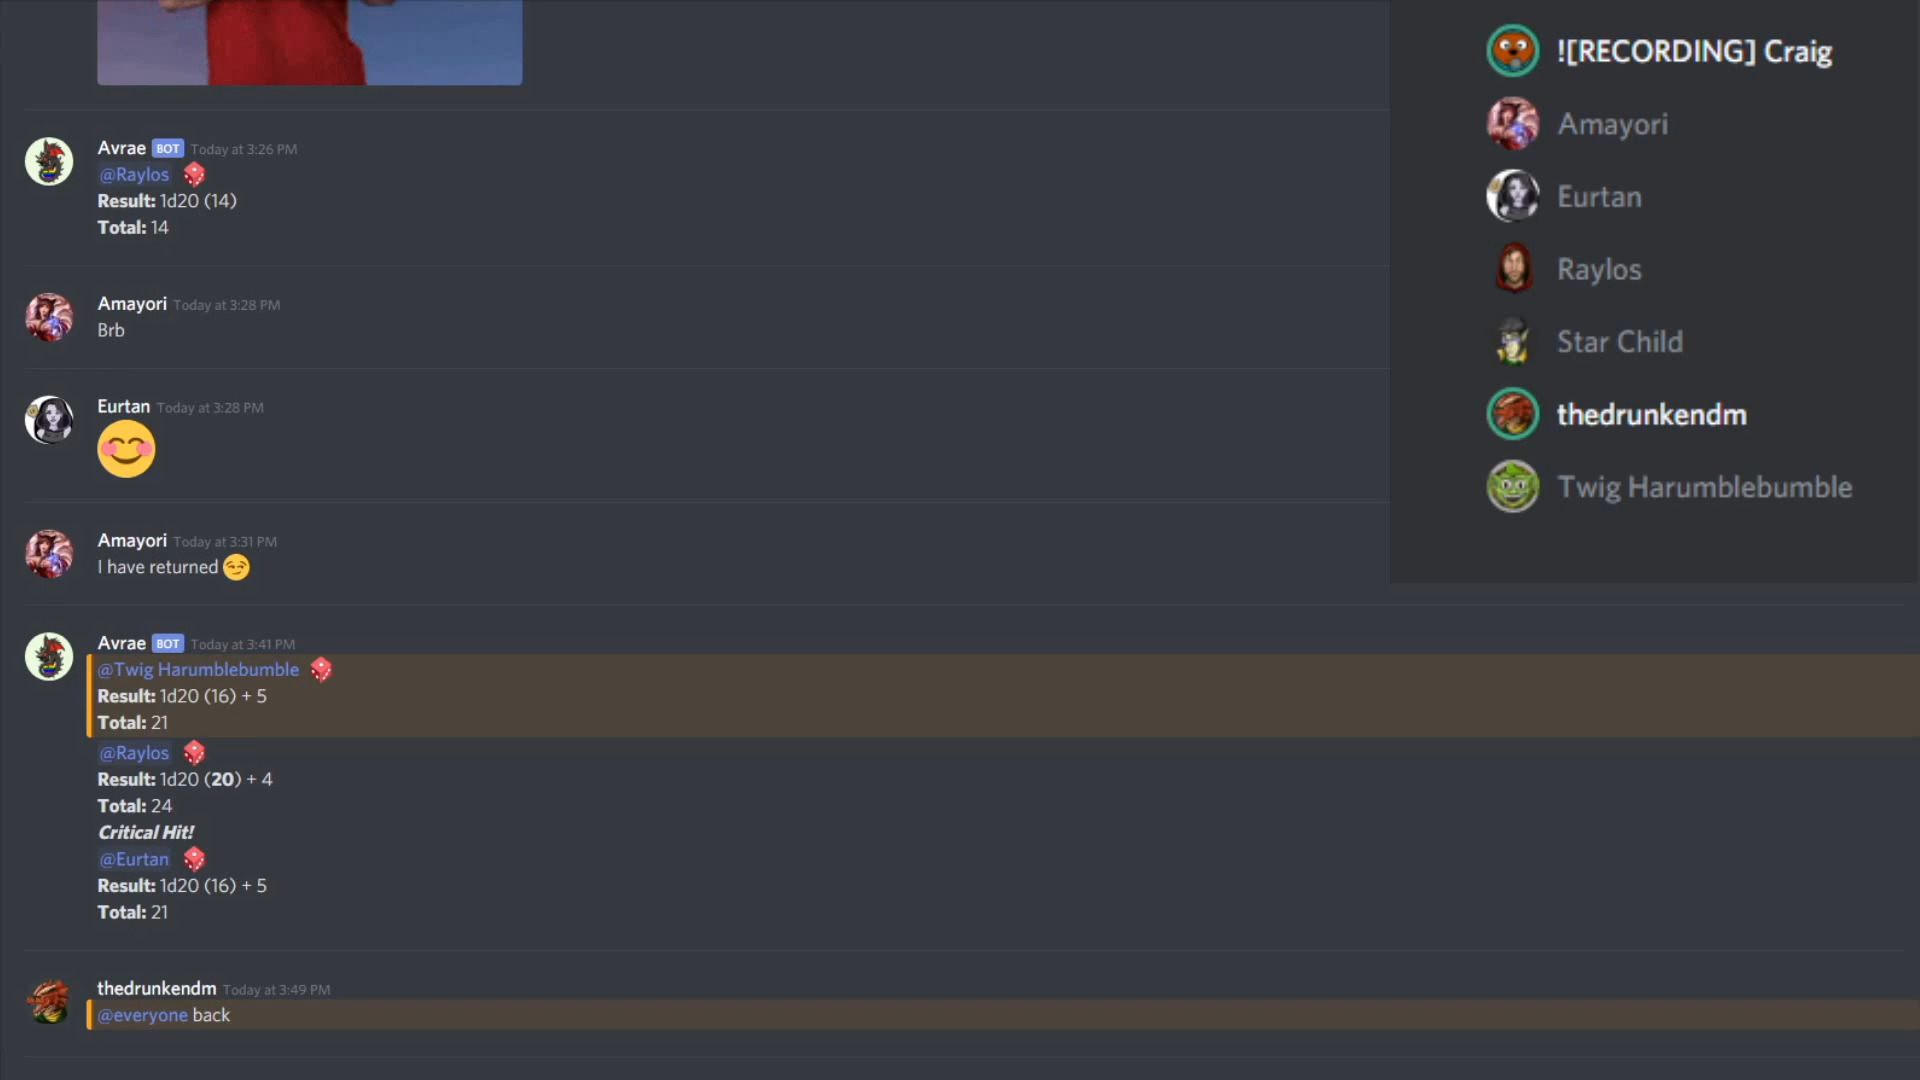 Avrae BOT Today at 3:26 PM
@Raylos
Result: 1d20 (14)
Total: 14
Amayori Today at 3:28 PM
Brb
Eurtan Today at 3:28 PM
Amayori Today at 3:31 PM
I have returned
Avrae BOT Today at 3:41 PM
@Twig Harumblebumble
Result: 1d20 (16) + 5
Total: 21
@Raylos
Result: 1d20 (20) + 4
Total: 24
Critical Hit!
@Eurtan
Result: 1d20 (16) + 5
Total: 21
thedrunkendm Today at 3:49 PM
@everyone back
![RECORDING] Craig
Amayori
Eurtan
Raylos
Star Child
thedrunkendm
Twig Harumblebumble